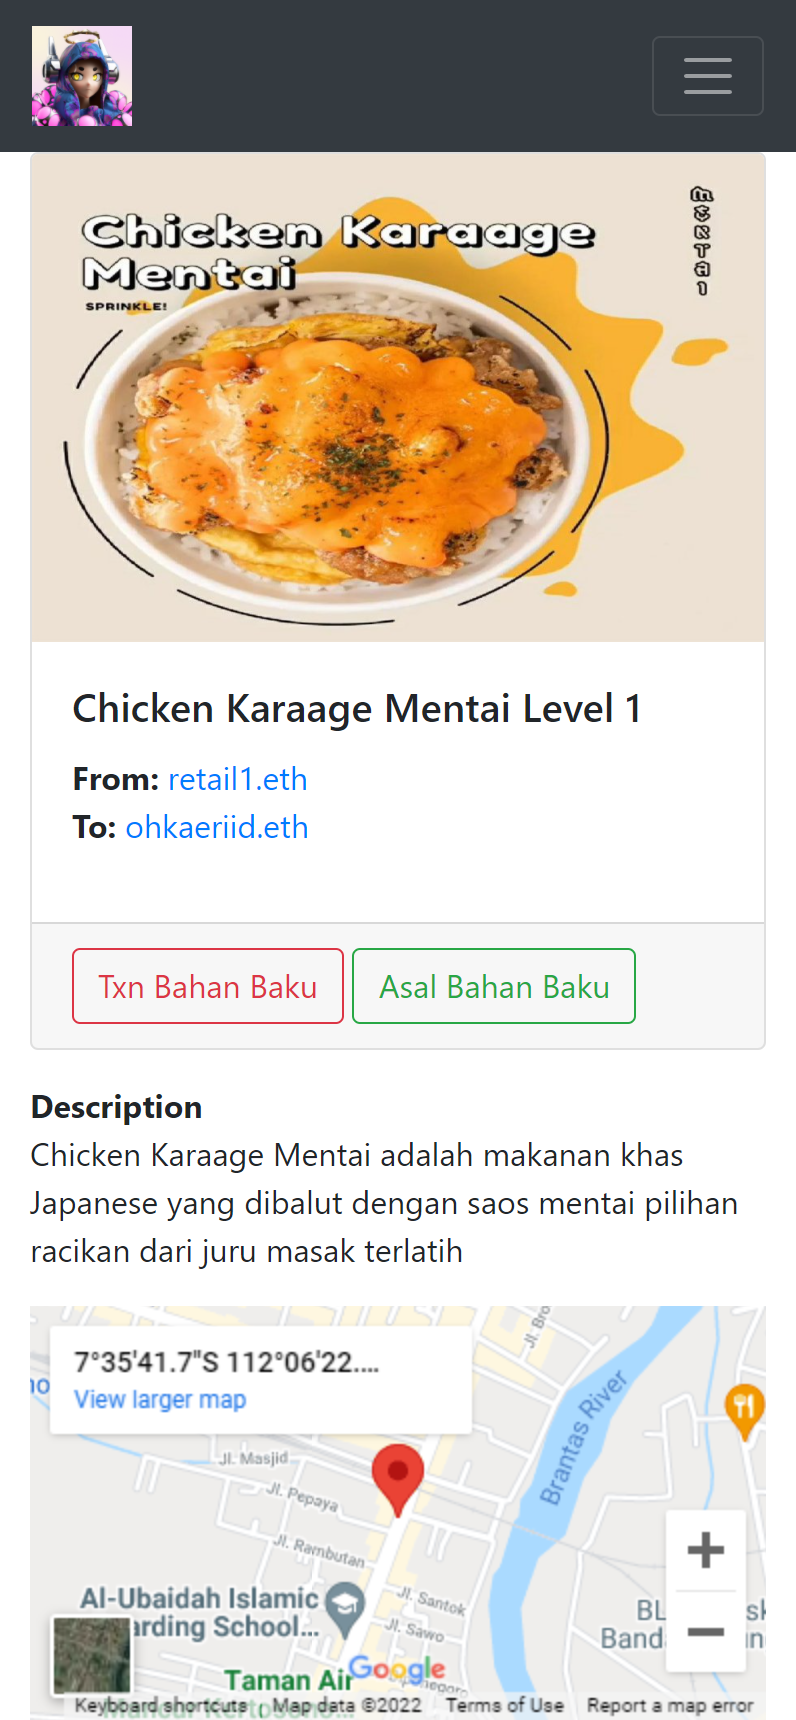 Chicken Karaage
Mentai
SPRINKLE!
MENTAI
Chicken Karaage Mentai Level 1
From: retail1.eth
To: ohkaeriid.eth
Txn Bahan Baku
Asal Bahan Baku
Description
Chicken Karaage Mentai adalah makanan khas
Japanese yang dibalut dengan saos mentai pilihan
racikan dari juru masak terlatih
7°35'41.7"S 112°06'22....
View larger map
Jl. Bro
Brantas River
Jl. Masjid
Jl. Pepaya
Jl. Rambutan
Al-Ubaidah Islamic
arding School...
Jl. Santok
Jl. Sawo
BL
Band
Google
Taman Air
Keyboard shortcuts
Map data ©2022
Terms of Use
Report a map error